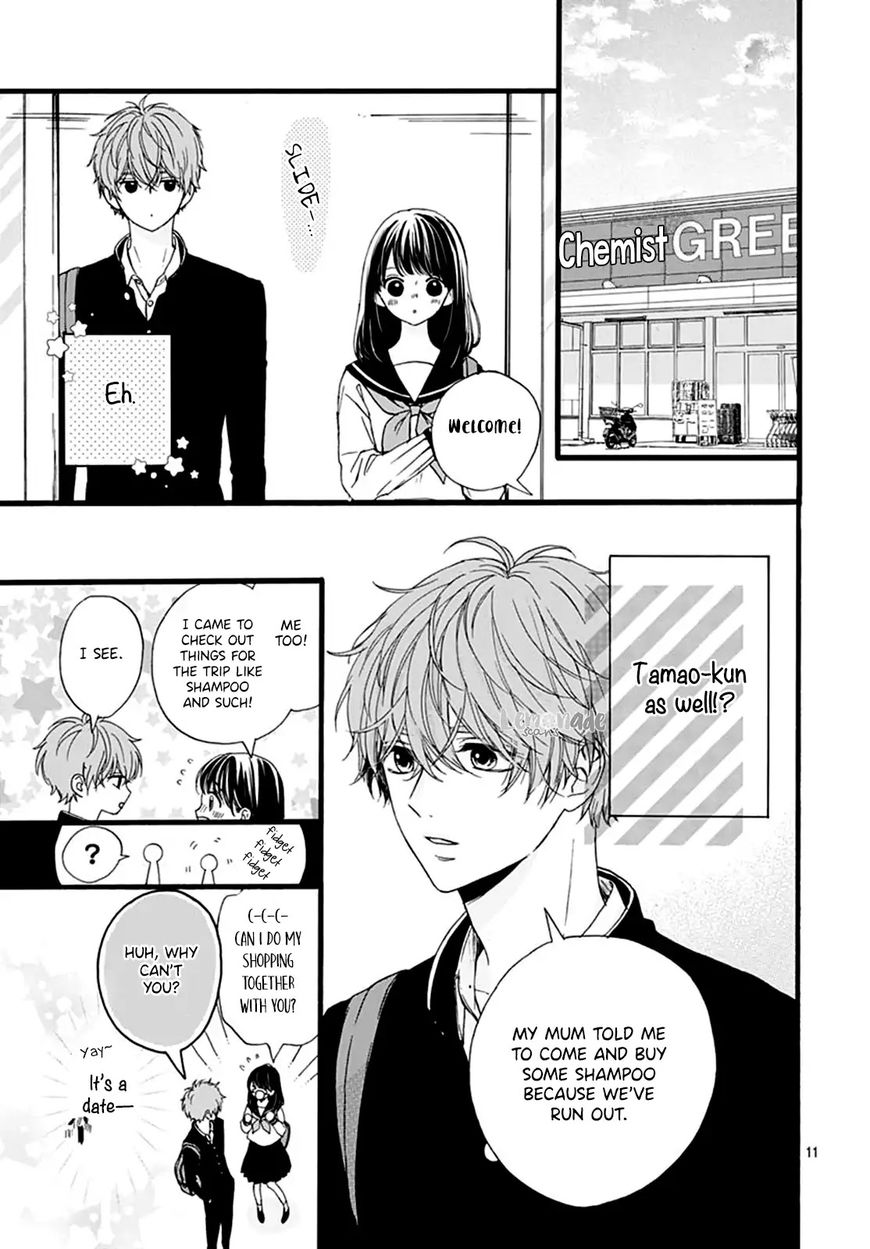 Chemist GREE
SLIDE-...
Welcome!
Eh.
Tamao-kun
as well!?
Lemonade
scans
MY MUM TOLD ME
TO COME AND BUY
SOME SHAMPOO
BECAUSE WE'VE
RUN OUT.
ME
TOO!
I CAME TO
CHECK OUT
THINGS FOR
THE TRIP LIKE
SHAMPOO
AND SUCH!
I SEE.
fidget
fidget
fidget
?
C-C-C-
CAN I DO MY
SHOPPING
TOGETHER
WITH YOU?
HUH, WHY
CAN'T
YOU?
yay~
It's a
date—
11